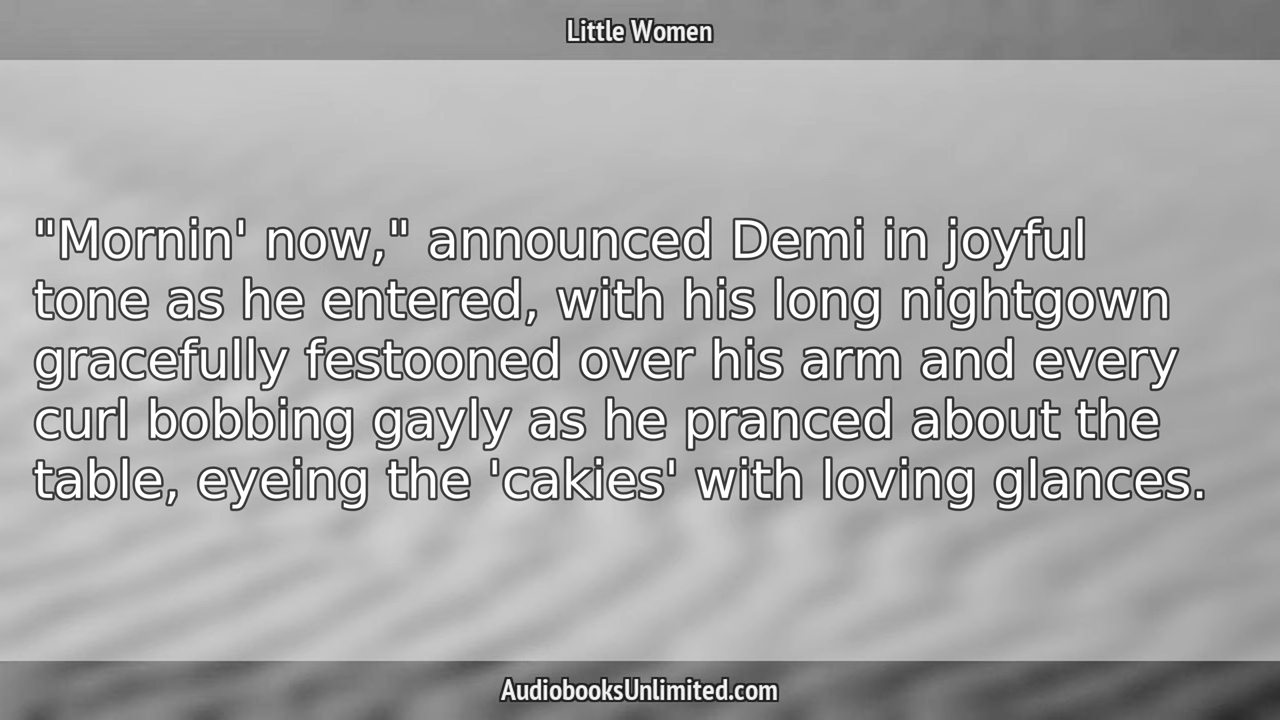 Little Women
"Mornin' now," announced Demi in joyful
tone as he entered, with his long nightgown
gracefully festooned over his arm and every
curl bobbing gayly as he pranced about the
table, eyeing the 'cakies' with loving glances.
AudiobooksUnlimited.com